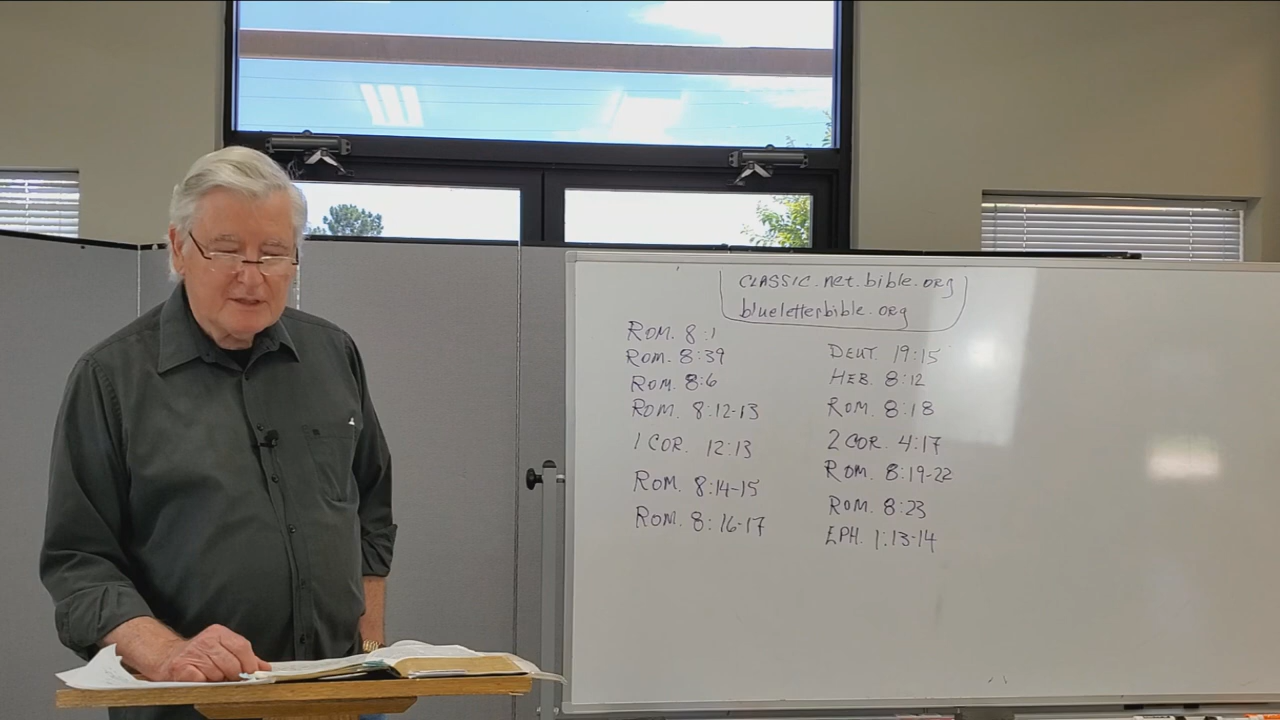 CLASSIC.net.bible.org
blueletterbible.org
ROM. 8:1
ROM. 8:39
ROM. 8:6
ROM. 8:12-13
1 COR. 12:13
ROM. 8:14-15
ROM. 8:16-17
DEUT. 19:15
HEB. 8:12
ROM. 8:18
2 COR. 4:17
ROM. 8:19-22
ROM. 8:23
EPH. 1:13-14